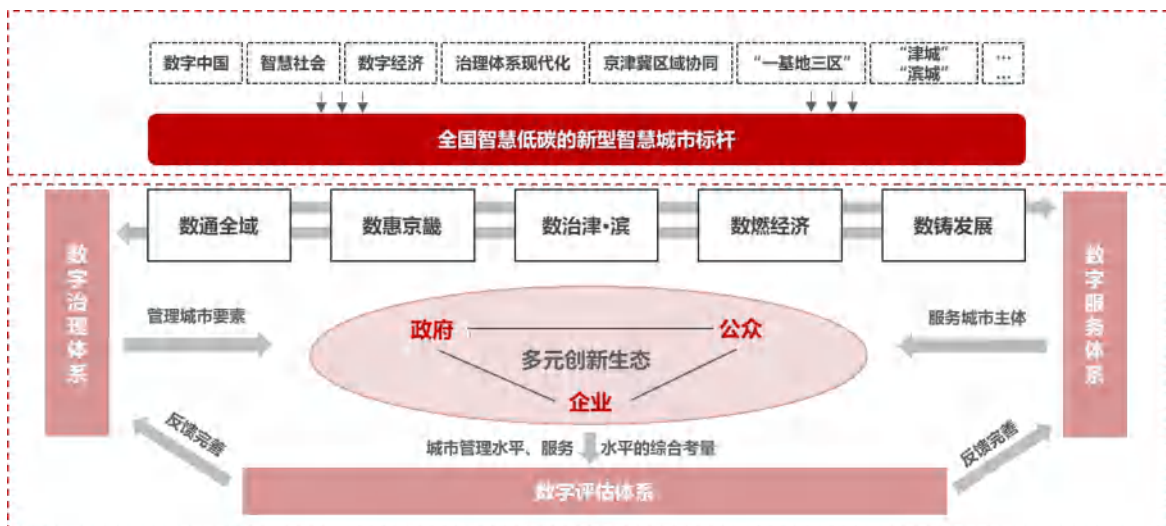 数字中国
智慧社会
数字经济
治理体系现代化
京津冀区域协同
“一基地三区”
“津城”
“滨城”
...
...
全国智慧低碳的新型智慧城市标杆
数通全域
数惠京畿
数治津·滨
数燃经济
数铸发展
数字治理体系
数字服务体系
管理城市要素
服务城市主体
政府
公众
多元创新生态
企业
反馈完善
城市管理水平、服务
水平的综合考量
反馈完善
数字评估体系